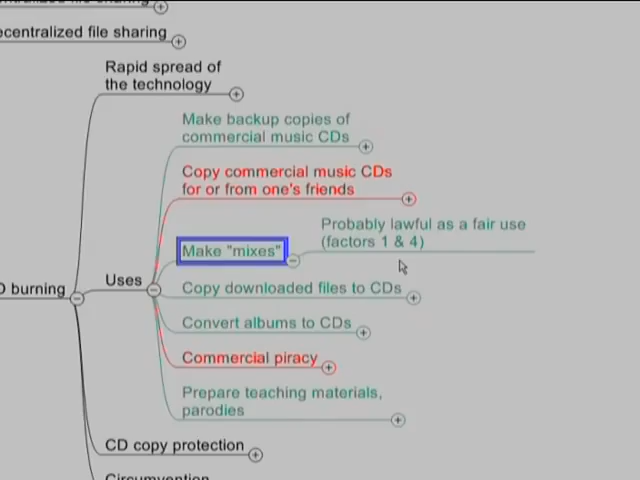 ecentralized file sharing
Rapid spread of
the technology
Make backup copies of
commercial music CDs
Copy commercial music CDs
for or from one's friends
Probably lawful as a fair use
(factors 1 & 4)
Make "mixes"
Uses
D burning
Copy downloaded files to CDs
Convert albums to CDs
Commercial piracy
Prepare teaching materials,
parodies
CD copy protection
Circumvention